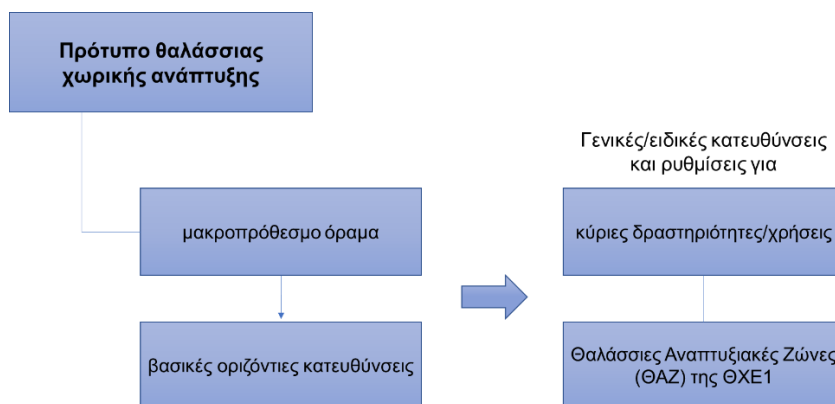 Πρότυπο θαλάσσιας
χωρικής ανάπτυξης
Γενικές/ειδικές κατευθύνσεις
και ρυθμίσεις για
μακροπρόθεσμο όραμα
κύριες δραστηριότητες/χρήσεις
βασικές οριζόντιες κατευθύνσεις
Θαλάσσιες Αναπτυξιακές Ζώνες
(ΘΑΖ) της ΘΧΕ1